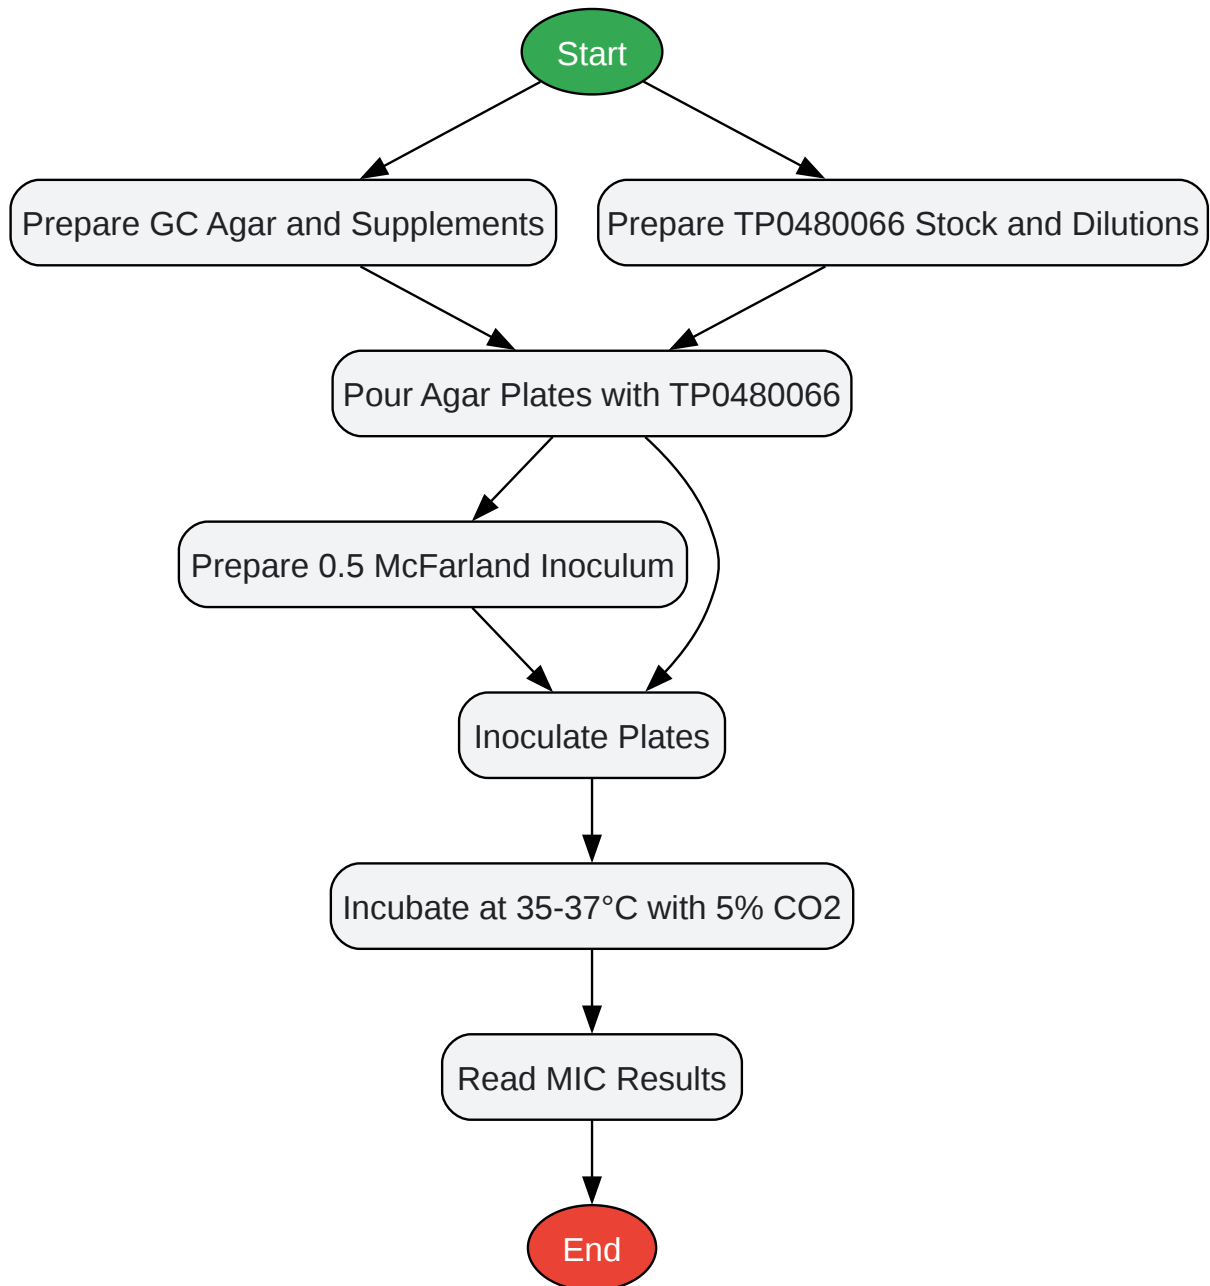 Start
Prepare GC Agar and Supplements
Prepare TP0480066 Stock and Dilutions
Pour Agar Plates with TP0480066
Prepare 0.5 McFarland Inoculum
Inoculate Plates
Incubate at 35-37°C with 5% CO2
Read MIC Results
End